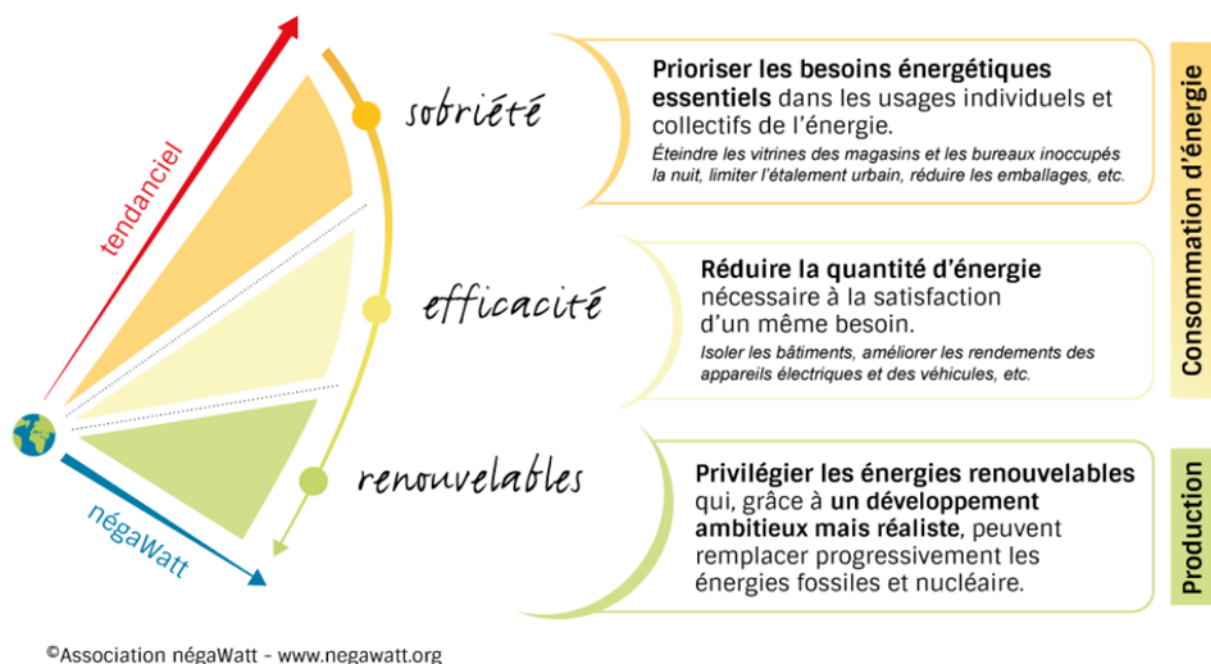 tendanciel
négaWatt
sobriété
Prioriser les besoins énergétiques
essentiels dans les usages individuels et
collectifs de l'énergie.
Éteindre les vitrines des magasins et les bureaux inoccupés
la nuit, limiter l'étalement urbain, réduire les emballages, etc.
efficacité
Réduire la quantité d'énergie
nécessaire à la satisfaction
d'un même besoin.
Isoler les bâtiments, améliorer les rendements des
appareils électriques et des véhicules, etc.
Consommation d'énergie
renouvelables
Privilégier les énergies renouvelables
qui, grâce à un développement
ambitieux mais réaliste, peuvent
remplacer progressivement les
énergies fossiles et nucléaire.
Production
©Association négaWatt - www.negawatt.org